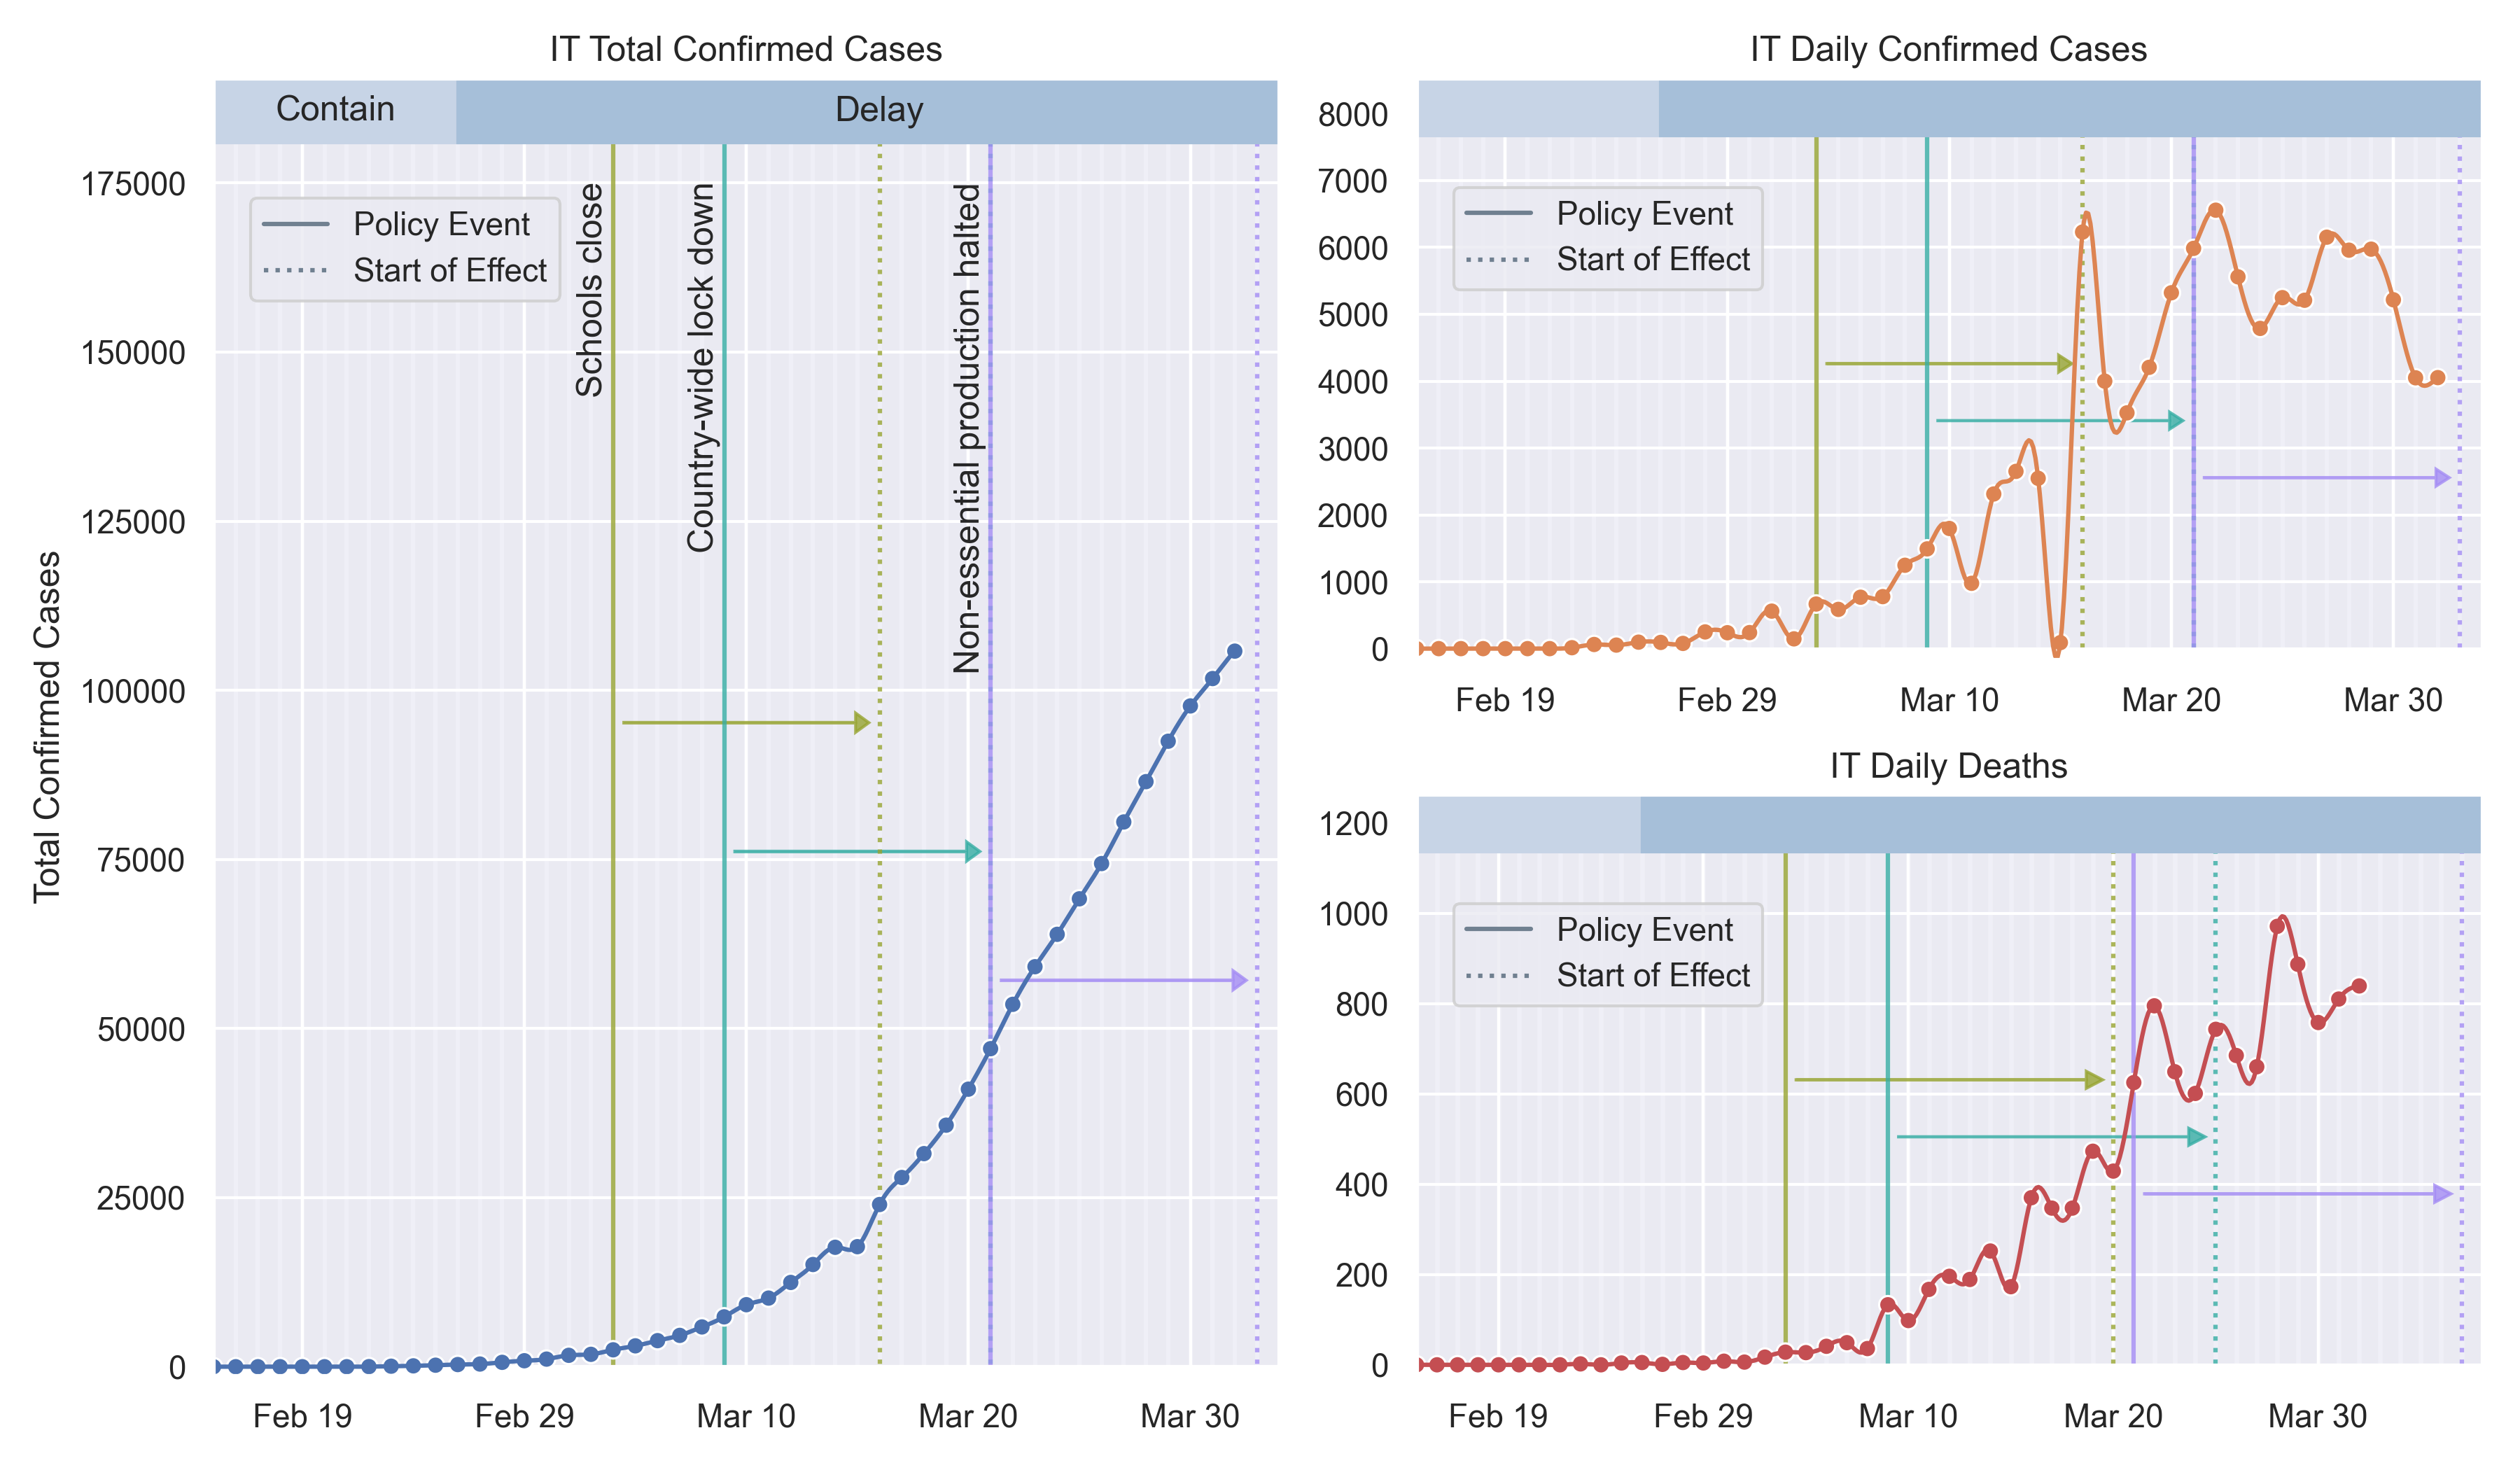 IT Total Confirmed Cases
Contain
Delay
Total Confirmed Cases
175000
150000
125000
100000
75000
50000
25000
0
Policy Event
Start of Effect
Schools close
Country-wide lock down
Non-essential production halted
Feb 19
Feb 29
Mar 10
Mar 20
Mar 30
IT Daily Confirmed Cases
8000
7000
6000
5000
4000
3000
2000
1000
0
Policy Event
Start of Effect
Feb 19
Feb 29
Mar 10
Mar 20
Mar 30
IT Daily Deaths
1200
1000
800
600
400
200
0
Policy Event
Start of Effect
Feb 19
Feb 29
Mar 10
Mar 20
Mar 30